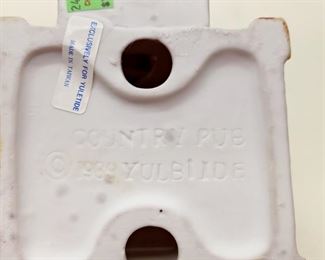 EXCLUSIVELY FOR YULETIDE
MADE IN TAIWAN
COUNTRY PUB
© 1989 YULETIDE